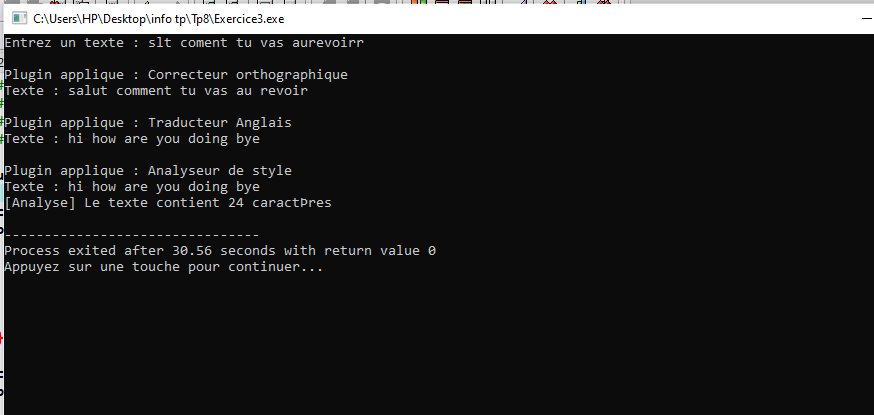 C:\Users\HP\Desktop\info tp\Tp8\Exercice3.exe
Entrez un texte : slt coment tu vas aurevoirr
Plugin applique : Correcteur orthographique
Texte : salut comment tu vas au revoir
Plugin applique : Traducteur Anglais
Texte : hi how are you doing bye
Plugin applique : Analyseur de style
Texte : hi how are you doing bye
[Analyse] Le texte contient 24 caractÞres
--------------------------------
Process exited after 30.56 seconds with return value 0
Appuyez sur une touche pour continuer...